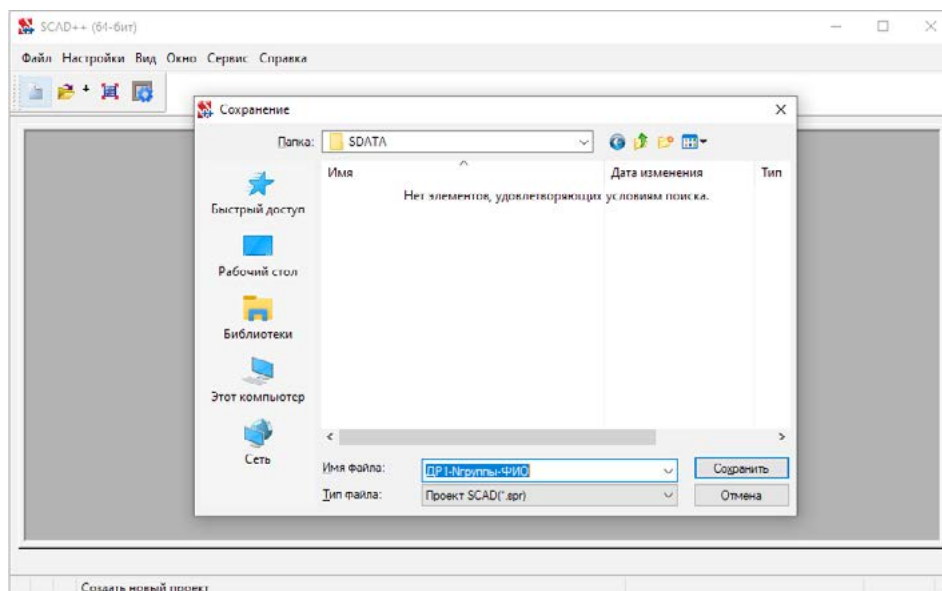 SCAD++ (64-бит)
Файл Настройки Вид Окно Сервис Справка
Сохранение
Папка: SDATA
Имя Дата изменения Тип
Нет элементов, удовлетворяющих условиям поиска.
Быстрый доступ
Рабочий стол
Библиотеки
Этот компьютер
Сеть
Имя файла: ПР1-Nгруппы-ФИО Сохранить
Тип файла: Проект SCAD(*.spr) Отмена
Создать новый проект